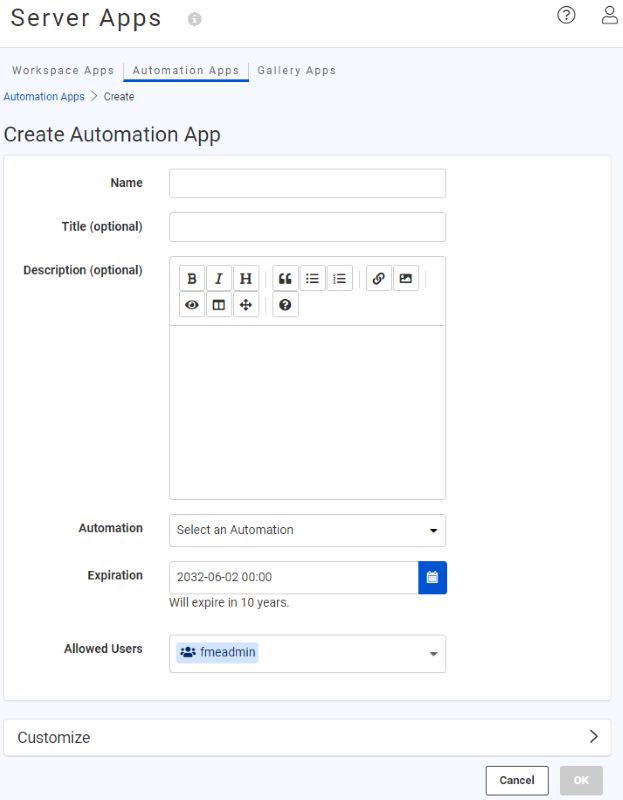 Server Apps
Workspace Apps Automation Apps Gallery Apps
Automation Apps > Create
Create Automation App
Name
Title (optional)
Description (optional)
B I H
Automation Select an Automation
Expiration 2032-06-02 00:00
Will expire in 10 years.
Allowed Users fmeadmin
Customize
Cancel OK